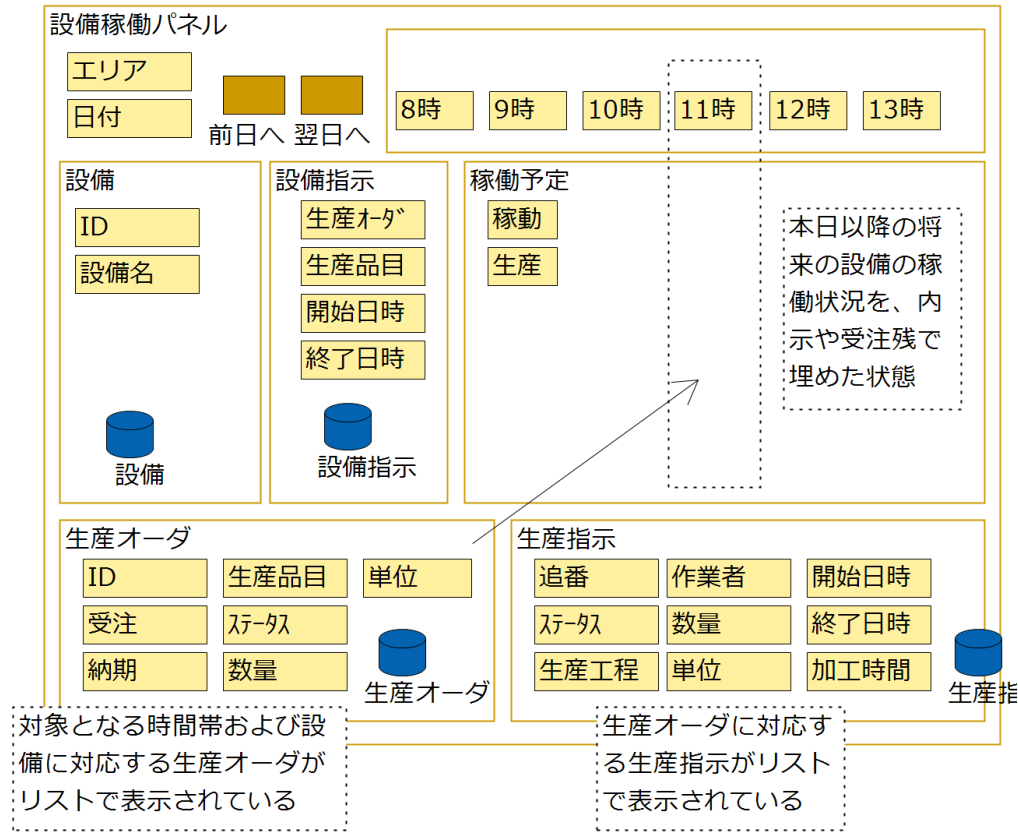 設備稼働パネル
エリア
日付
前日へ
翌日へ
8時
9時
10時
11時
12時
13時
設備
ID
設備名
設備
設備指示
生産ｵｰﾀﾞ
生産品目
開始日時
終了日時
設備指示
稼働予定
稼動
生産
本日以降の将
来の設備の稼
働状況を、内
示や受注残で
埋めた状態
生産オーダ
ID
生産品目
単位
受注
ｽﾃｰﾀｽ
納期
数量
生産オーダ
生産指示
追番
作業者
開始日時
ｽﾃｰﾀｽ
数量
終了日時
生産工程
単位
加工時間
生産指
対象となる時間帯および設
備に対応する生産オーダが
リストで表示されている
生産オーダに対応す
る生産指示がリスト
で表示されている